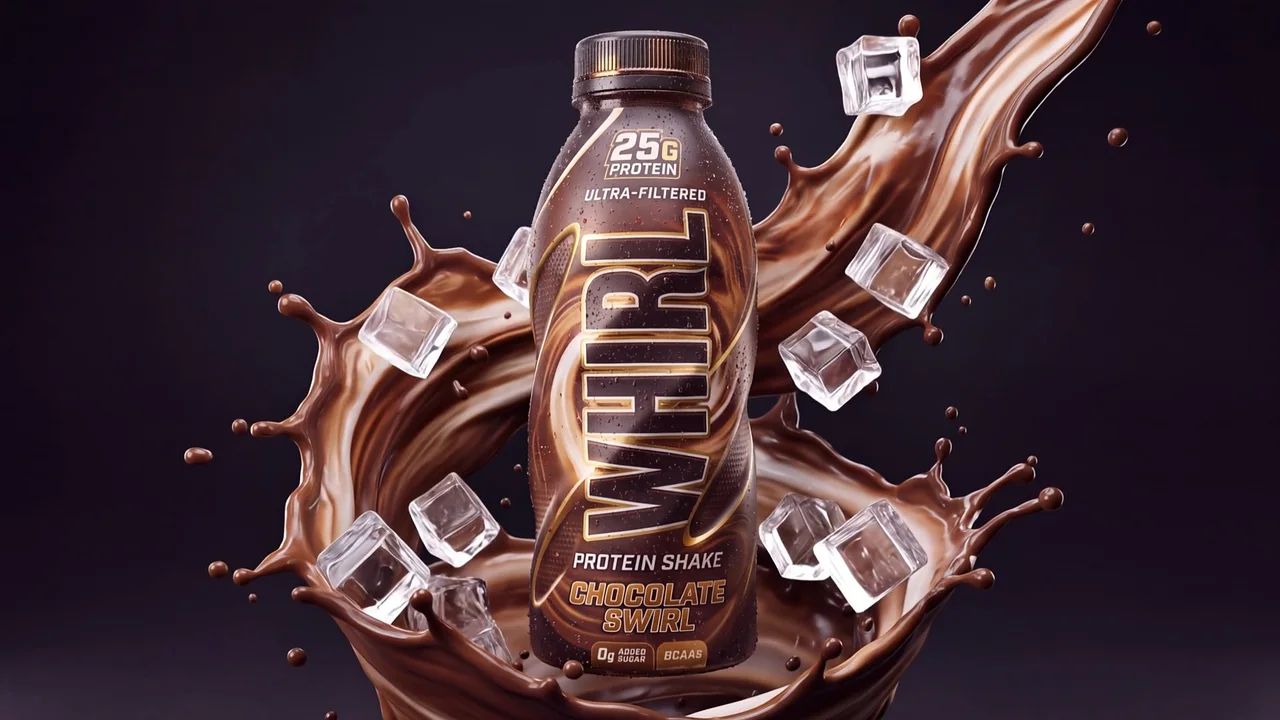 25G
PROTEIN
ULTRA-FILTERED
WHIRL
PROTEIN SHAKE
CHOCOLATE
SWIRL
0g ADDED SUGAR
BCAAS